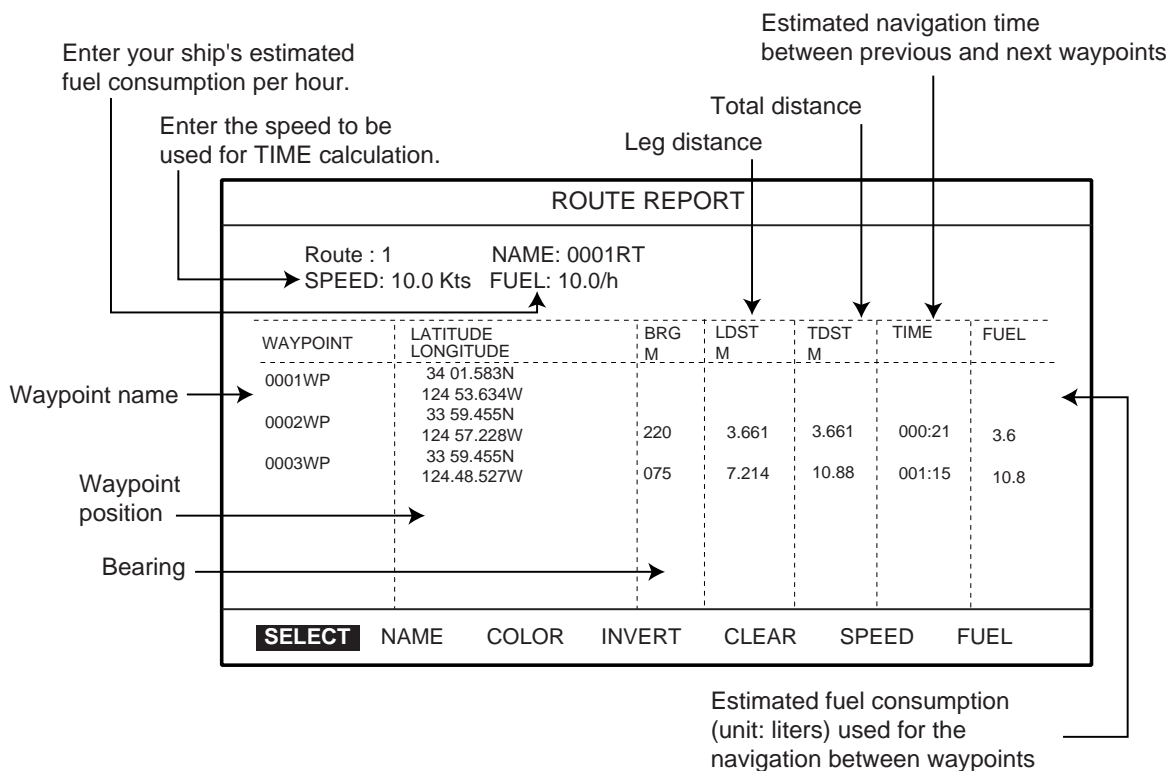 Estimated navigation time
between previous and next waypoints
Enter your ship's estimated
fuel consumption per hour.
Total distance
Enter the speed to be
used for TIME calculation.
Leg distance
ROUTE REPORT
Route : 1 NAME: 0001RT
SPEED: 10.0 Kts FUEL: 10.0/h
WAYPOINT LATITUDE LONGITUDE BRG M LDST M TDST M TIME FUEL
0001WP 34 01.583N
124 53.634W
0002WP 33 59.455N
124 57.228W 220 3.661 3.661 000:21 3.6
0003WP 33 59.455N
124.48.527W 075 7.214 10.88 001:15 10.8
Waypoint name
Waypoint
position
Bearing
SELECT NAME COLOR INVERT CLEAR SPEED FUEL
Estimated fuel consumption
(unit: liters) used for the
navigation between waypoints